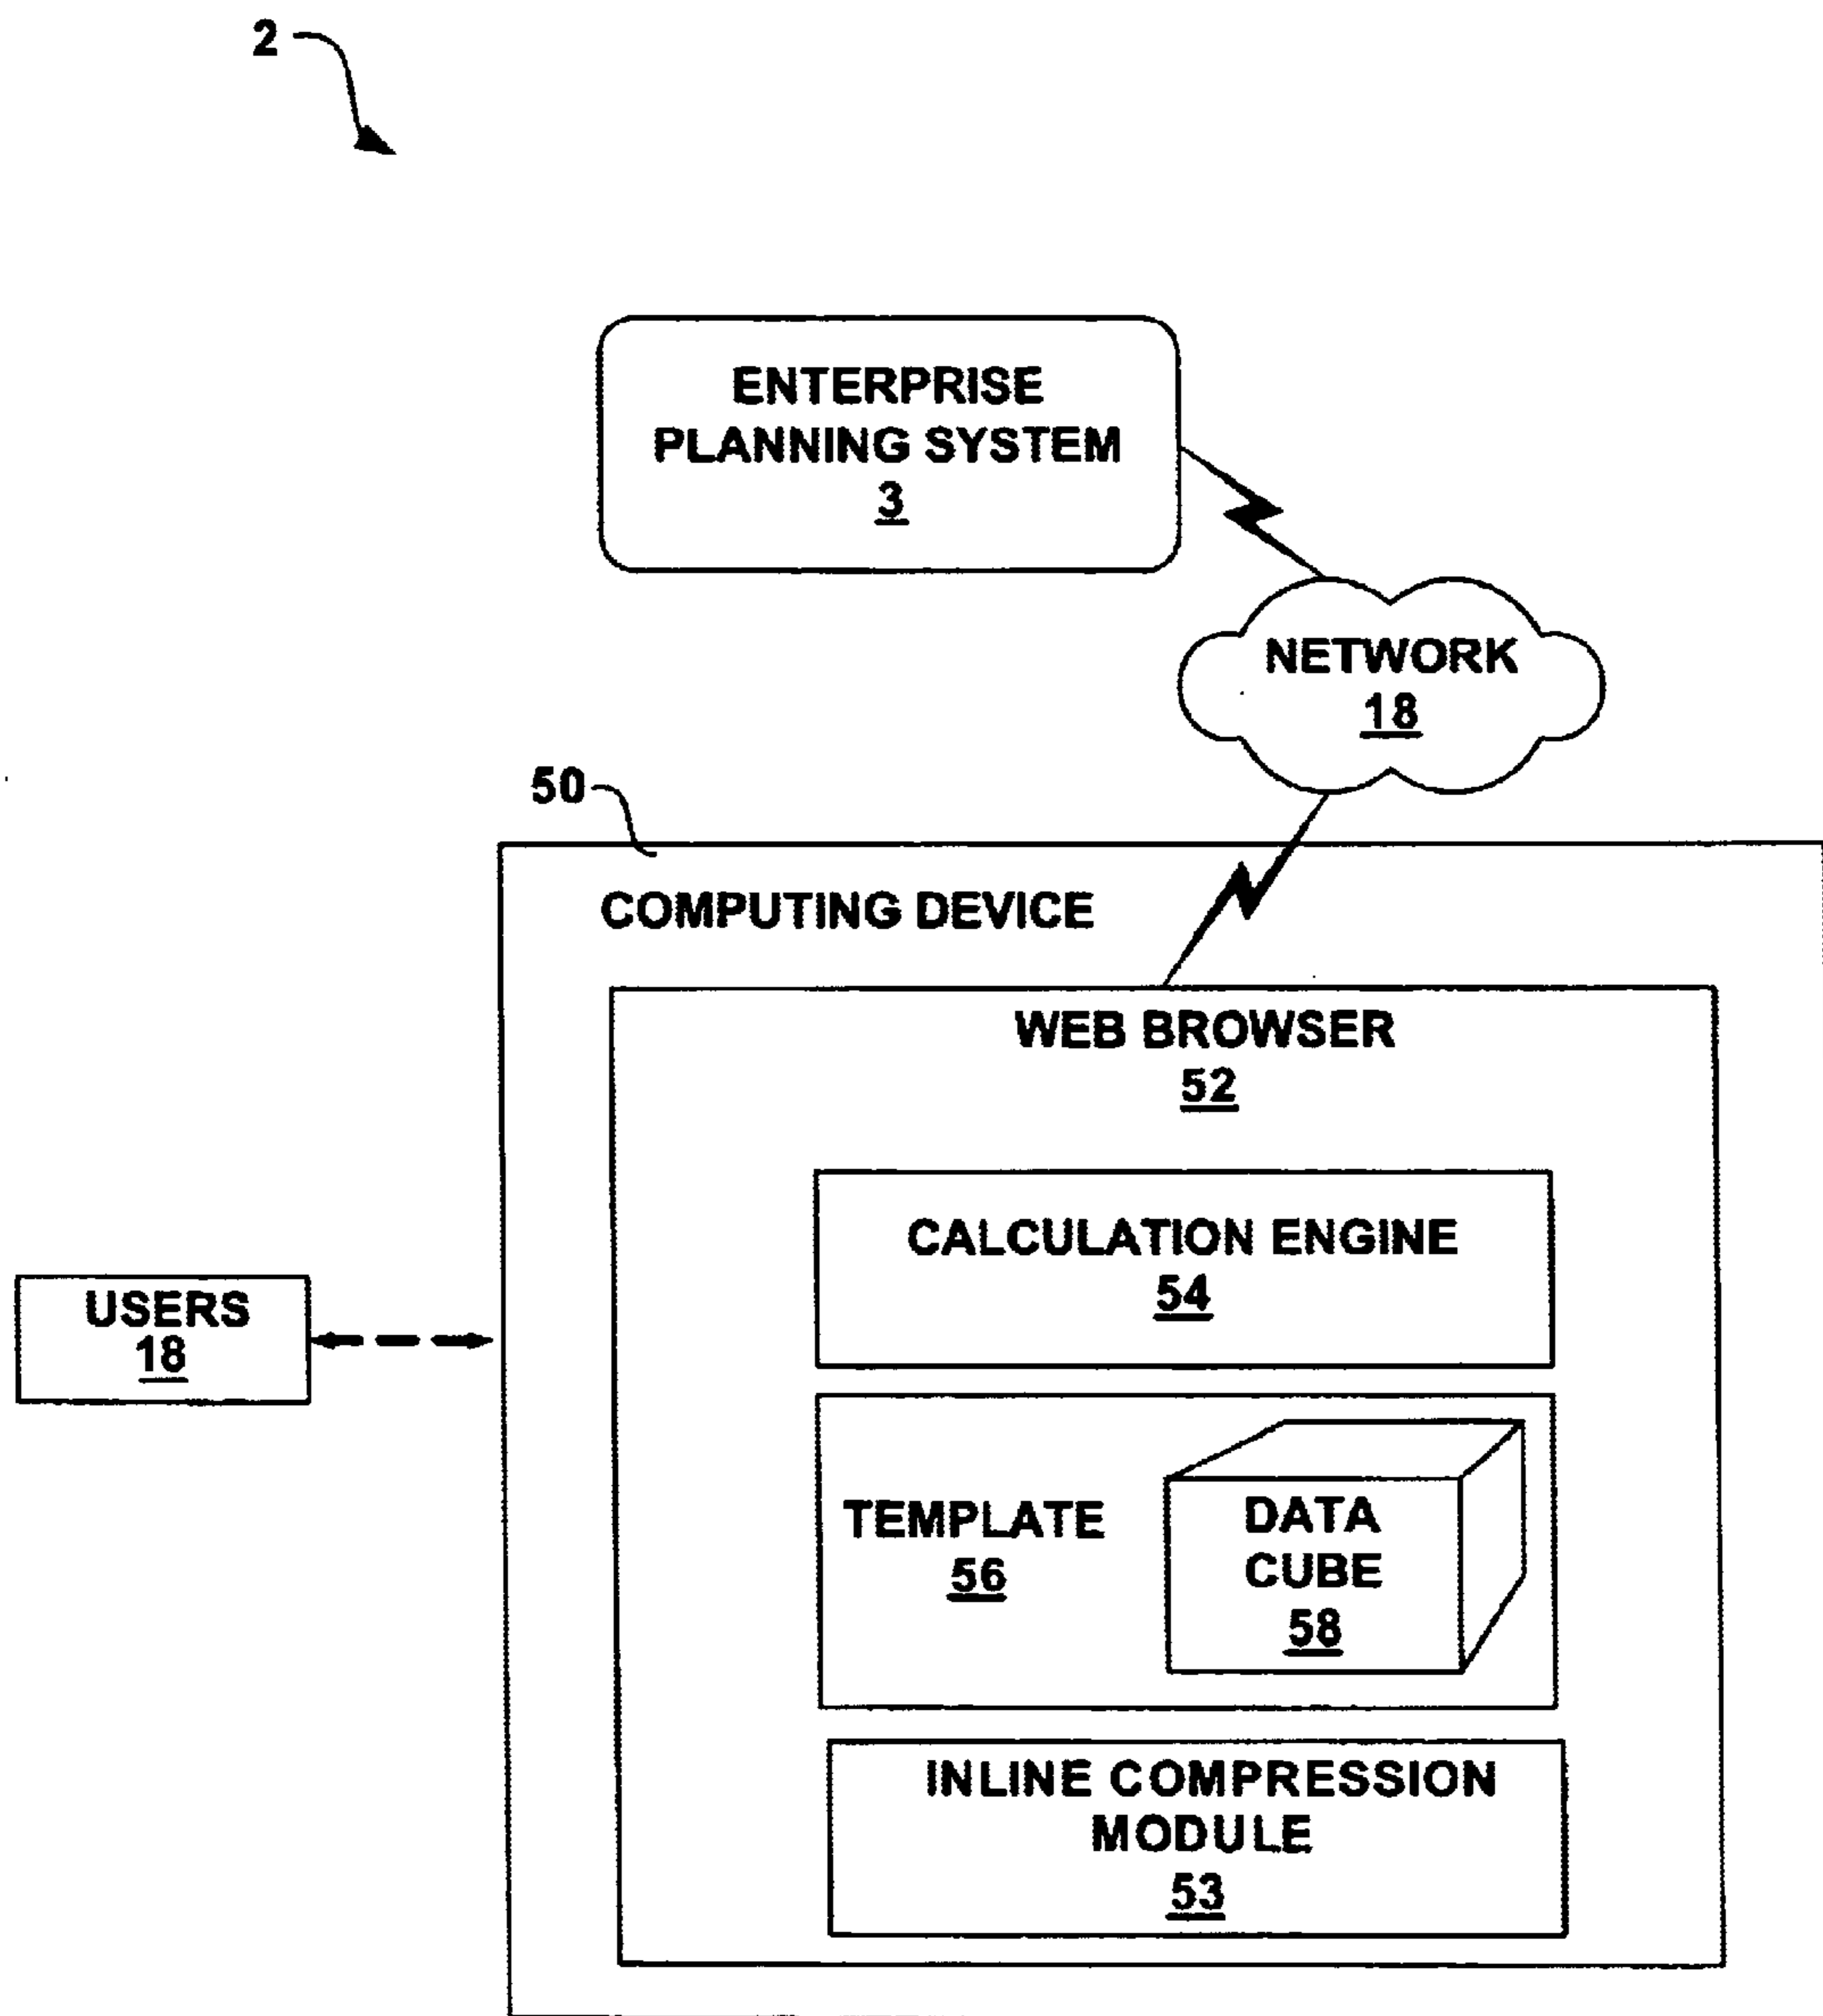 2
ENTERPRISE
PLANNING SYSTEM
3
NETWORK
18
50
COMPUTING DEVICE
WEB BROWSER
52
CALCULATION ENGINE
54
USERS
18
TEMPLATE
56
DATA
CUBE
58
INLINE COMPRESSION
MODULE
53